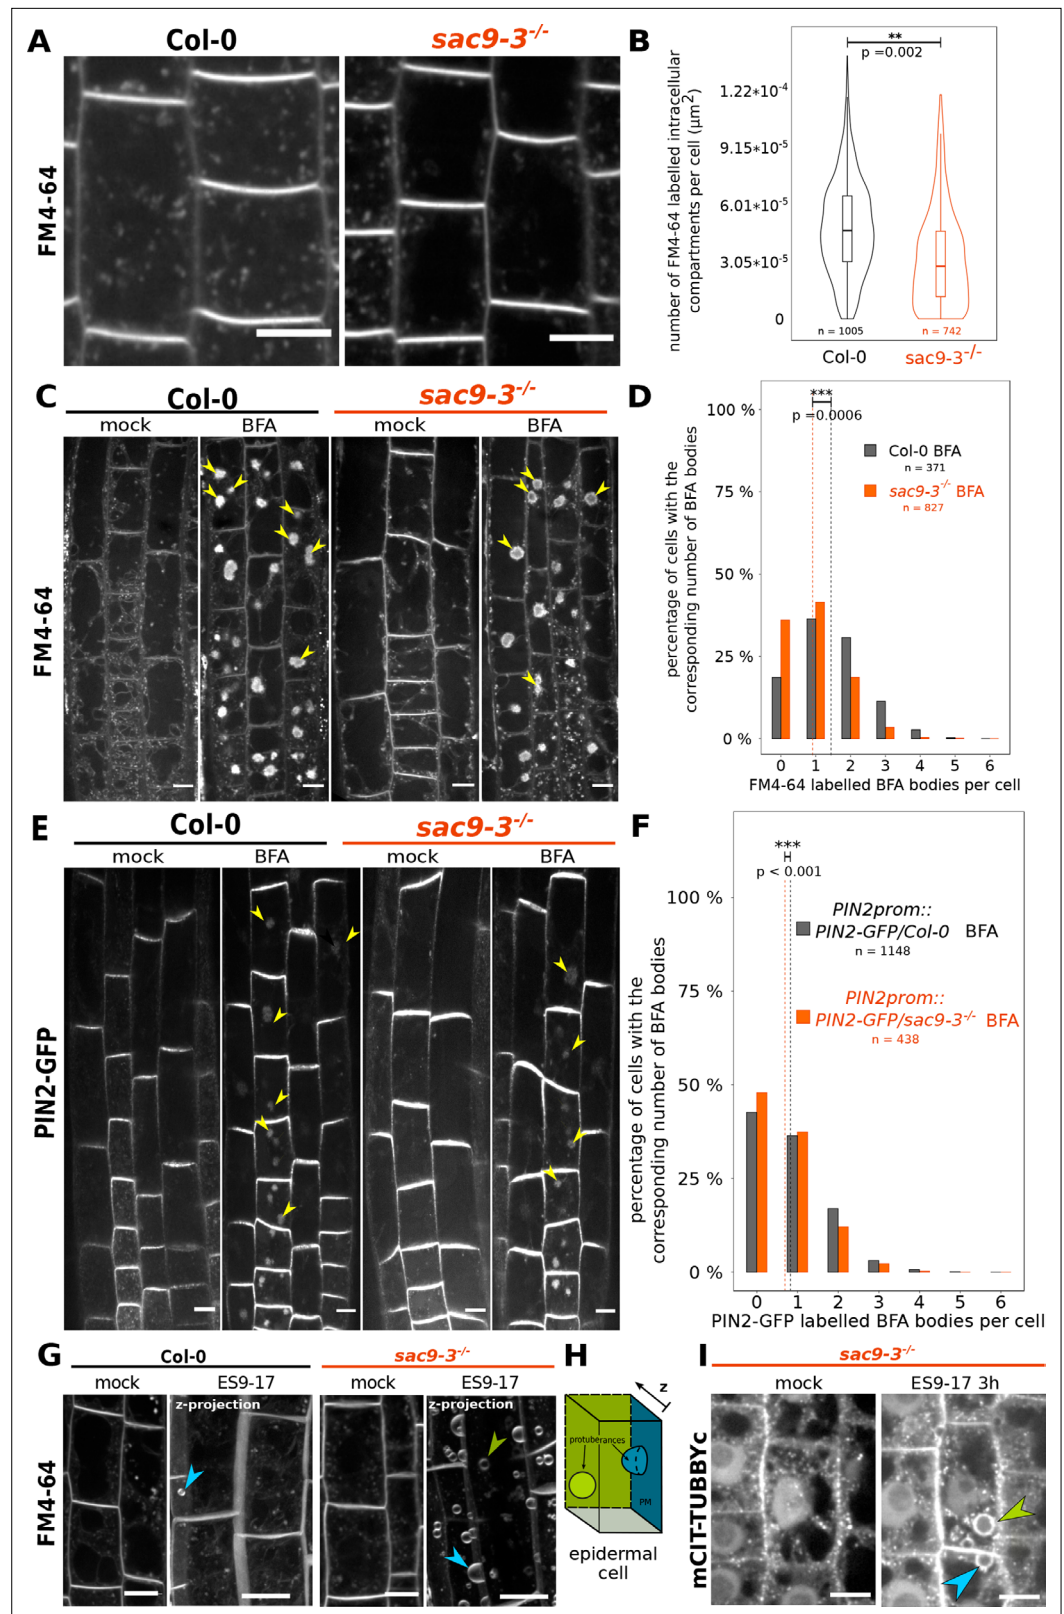 A
Col-0
sac9-3-/-
FM4-64
B
number of FM4-64 labelled intracellular
compartments per cell (µm2)
**
p =0.002
1.22*10-4
9.15*10-5
6.01*10-5
3.05*10-5
0
n = 1005
n = 742
Col-0
sac9-3-/-
C
Col-0
sac9-3-/-
mock
BFA
mock
BFA
FM4-64
D
percentage of cells with the
corresponding number of BFA bodies
***
p =0.0006
100 %
75 %
50 %
25 %
0 %
Col-0 BFA
n = 371
sac9-3-/- BFA
n = 827
0 1 2 3 4 5 6
FM4-64 labelled BFA bodies per cell
E
Col-0
sac9-3-/-
mock
BFA
mock
BFA
PIN2-GFP
F
percentage of cells with the
corresponding number of BFA bodies
***
p < 0.001
100 %
75 %
50 %
25 %
0 %
PIN2prom::
PIN2-GFP/Col-0 BFA
n = 1148
PIN2prom::
PIN2-GFP/sac9-3-/- BFA
n = 438
0 1 2 3 4 5 6
PIN2-GFP labelled BFA bodies per cell
G
Col-0
sac9-3-/-
mock
ES9-17
mock
ES9-17
z-projection
z-projection
FM4-64
H
z
protuberances
PM
epidermal
cell
I
sac9-3-/-
mock
ES9-17 3h
mCIT-TUBBYc